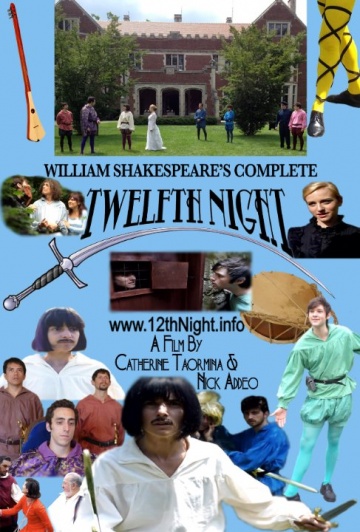 WILLIAM SHAKESPEARE'S COMPLETE
TWELFTH NIGHT
www.12thNight.info
A Film By
Catherine Taormina &
Nick Addeo